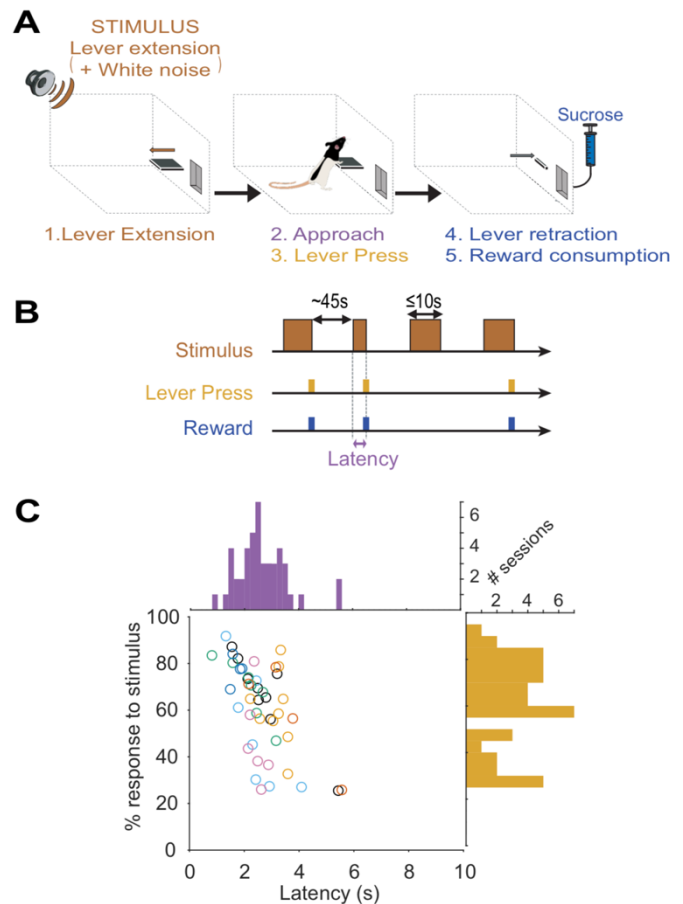 A
STIMULUS
Lever extension
( + White noise )
Sucrose
1.Lever Extension
2. Approach
3. Lever Press
4. Lever retraction
5. Reward consumption
B
~45s
≤10s
Stimulus
Lever Press
Reward
Latency
C
6
4
2
# sessions
2 4 6
100
80
60
40
20
0
% response to stimulus
0 2 4 6 8 10
Latency (s)